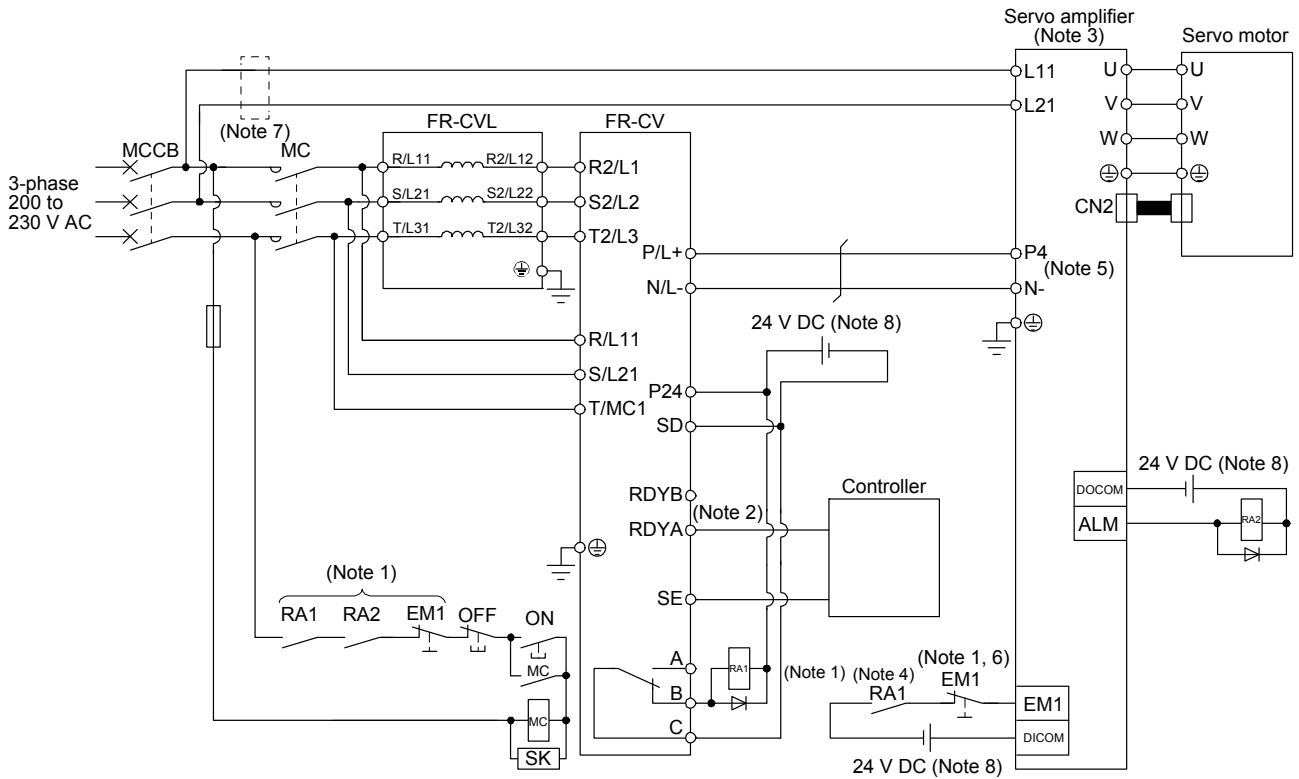 Servo amplifier
(Note 3)
Servo motor
L11
U
U
L21
V
V
(Note 7)
FR-CVL
FR-CV
W
W
MCCB
MC
R/L11
R2/L12
R2/L1
3-phase
200 to
230 V AC
S/L21
S2/L22
S2/L2
CN2
T/L31
T2/L32
T2/L3
P/L+
P4
(Note 5)
N/L-
N-
24 V DC (Note 8)
R/L11
S/L21
P24
T/MC1
SD
24 V DC (Note 8)
DOCOM
RDYB
Controller
(Note 2)
RDYA
ALM
RA2
(Note 1)
SE
RA1
RA2
EM1
OFF
ON
MC
A
RA1
(Note 1)
(Note 4)
(Note 1, 6)
B
RA1
EM1
EM1
MC
C
DICOM
SK
24 V DC (Note 8)